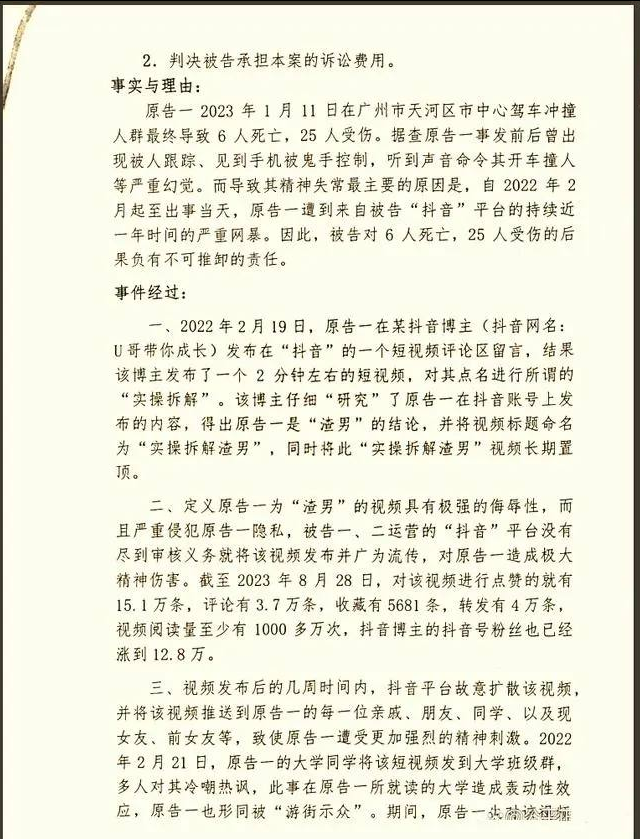 2. 判决被告承担本案的诉讼费用。
事实与理由:
原告一 2023 年 1 月 11 日在广州市天河区市中心驾车冲撞
人群最终导致 6 人死亡, 25 人受伤。据查原告一事发前后曾出
现被人跟踪、见到手机被鬼手控制, 听到声音命令其开车撞人
等严重幻觉。而导致其精神失常最主要的原因是, 自 2022 年 2
月起至出事当天, 原告一遭到来自被告“抖音”平台的持续近
一年时间的严重网暴。因此, 被告对 6 人死亡, 25 人受伤的后
果负有不可推卸的责任。
事件经过:
一、2022 年 2 月 19 日, 原告一在某抖音博主 (抖音网名:
U 哥带你成长) 发布在“抖音”的一个短视频评论区留言, 结果
该博主发布了一个 2 分钟左右的短视频, 对其点名进行所谓的
“实操拆解”。该博主仔细“研究”了原告一在抖音账号上发
布的内容, 得出原告一是“渣男”的结论, 并将视频标题命名
为“实操拆解渣男”, 同时将此“实操拆解渣男”视频长期置
顶。
二、定义原告一为“渣男”的视频具有极强的侮辱性, 而
且严重侵犯原告一隐私, 被告一、二运营的“抖音”平台没有
尽到审核义务就将该视频发布并广为流传, 对原告一造成极大
精神伤害。截至 2023 年 8 月 28 日, 对该视频进行点赞的就有
15.1 万条, 评论有 3.7 万条, 收藏有 5681 条, 转发有 4 万条,
视频阅读量至少有 1000 多万次, 抖音博主的抖音号粉丝也已经
涨到 12.8 万。
三、视频发布后的几周时间内, 抖音平台故意扩散该视频,
并将该视频推送到原告一的每一位亲戚、朋友、同学、以及现
女友、前女友等, 致使原告一遭受更加强烈的精神刺激。2022
年 2 月 21 日, 原告一的大学同学将该短视频发到大学班级群,
多人对其冷嘲热讽, 此事在原告一所就读的大学造成轰动性效
应, 原告一也形同被“游街示众”。期间, 原告一